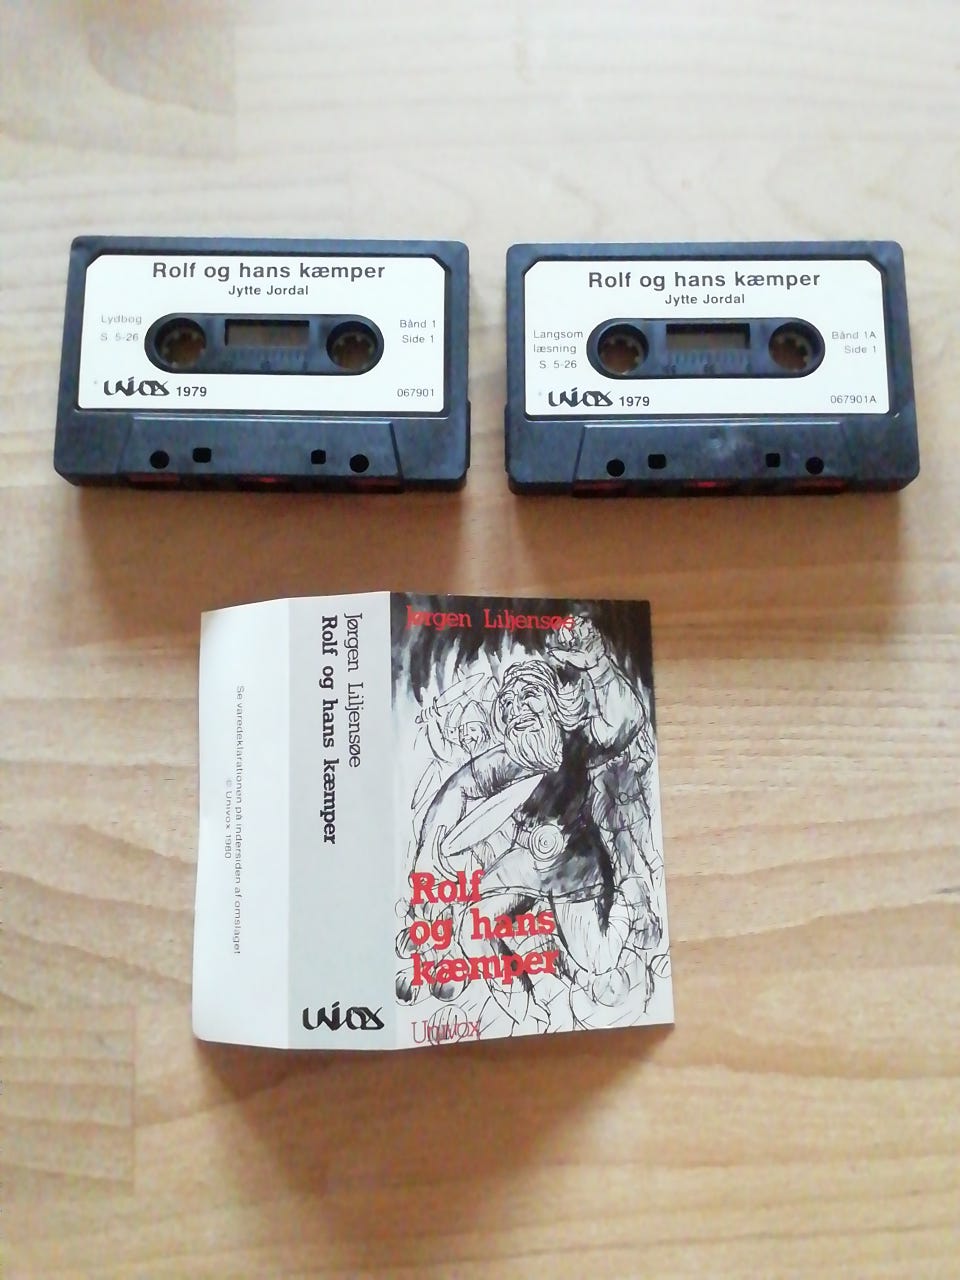 Rolf og hans kæmper
Jytte Jordal
Lydbog
S. 5-26
Bånd 1
Side 1
UNIVOX 1979
067901
Rolf og hans kæmper
Jytte Jordal
Langsom
læsning
S. 5-26
Bånd 1A
Side 1
UNIVOX 1979
067901A
Se varedeklarationen på indersiden af omslaget
© Univox 1980
Jørgen Liljensøe
Rolf og hans kæmper
UNIVOX
Jørgen Liljensøe
Rolf
og hans
kæmper
Univox